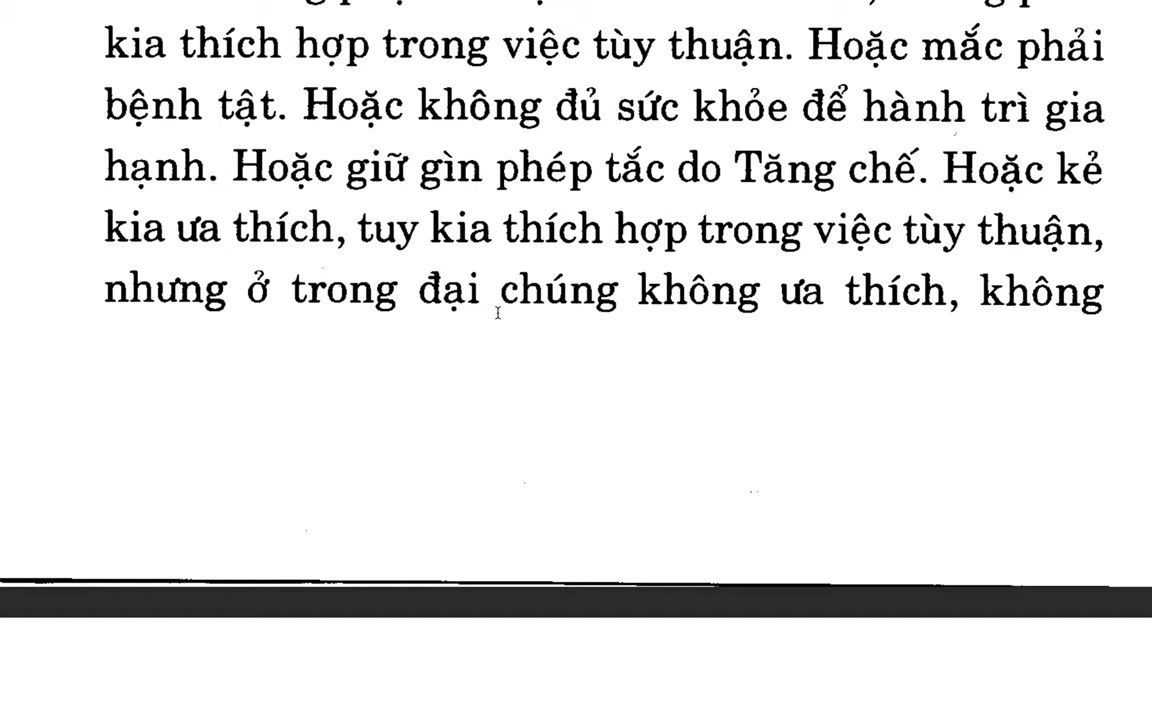 kia thích hợp trong việc tùy thuận. Hoặc mắc phải
bệnh tật. Hoặc không đủ sức khỏe để hành trì gia
hạnh. Hoặc giữ gìn phép tắc do Tăng chế. Hoặc kẻ
kia ưa thích, tuy kia thích hợp trong việc tùy thuận,
nhưng ở trong đại chúng không ưa thích, không